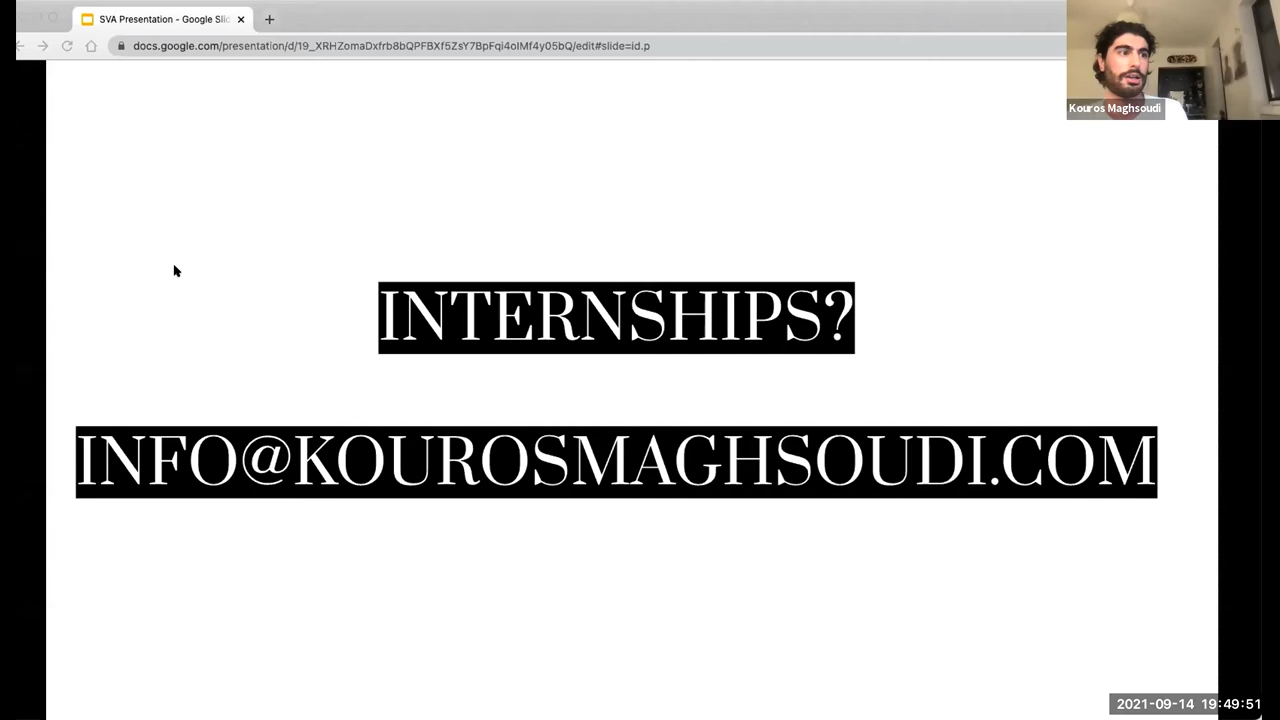 SVA Presentation - Google Slic
docs.google.com/presentation/d/19_XRHZomaDxfrb8bQPFBXf5ZsY7BpFqi4oIMf4y05bQ/edit#slide=id.p
Kouros Maghsoudi
INTERNSHIPS?
INFO@KOUROSMAGHSOUDI.COM
2021-09-14 19:49:51